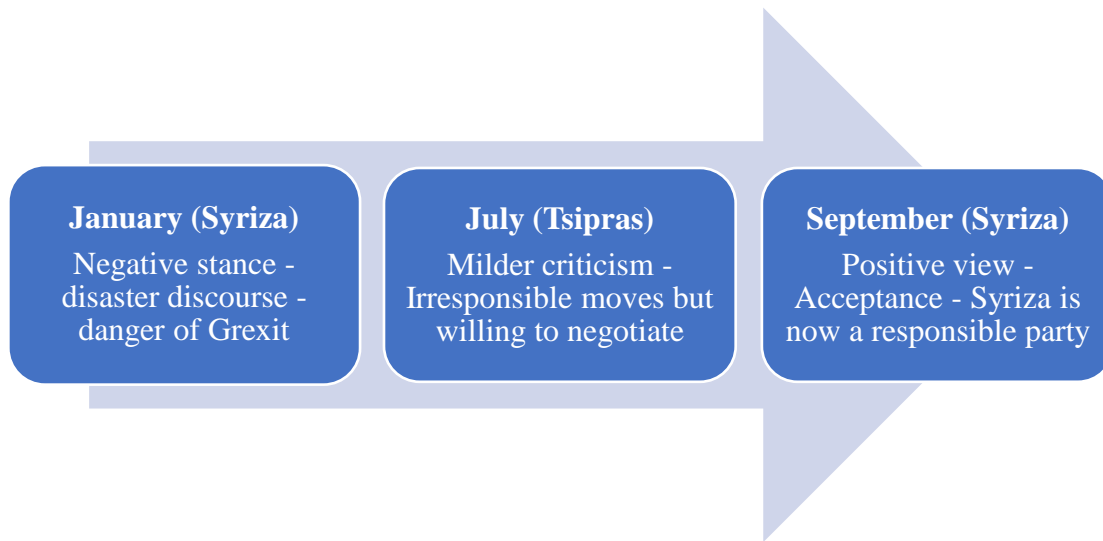 January (Syriza)
Negative stance -
disaster discourse -
danger of Grexit
July (Tsipras)
Milder criticism -
Irresponsible moves but
willing to negotiate
September (Syriza)
Positive view -
Acceptance - Syriza is
now a responsible party